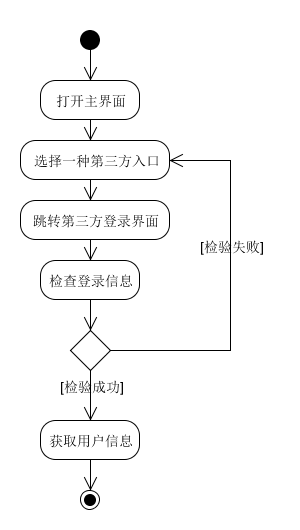 打开主界面
选择一种第三方入口
跳转第三方登录界面
[检验失败]
检查登录信息
[检验成功]
获取用户信息